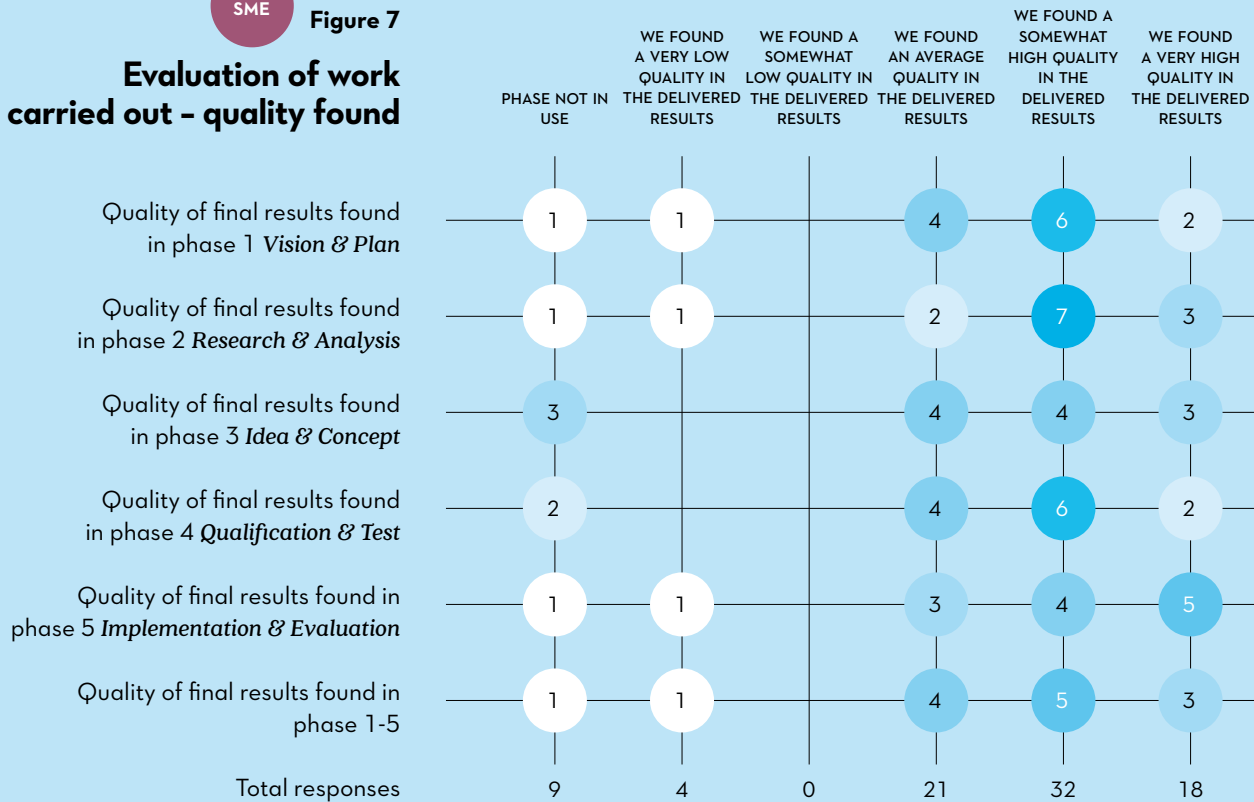 SME
Figure 7
Evaluation of work
carried out – quality found
PHASE NOT IN
USE
WE FOUND
A VERY LOW
QUALITY IN
THE DELIVERED
RESULTS
WE FOUND A
SOMEWHAT
LOW QUALITY IN
THE DELIVERED
RESULTS
WE FOUND
AN AVERAGE
QUALITY IN
THE DELIVERED
RESULTS
WE FOUND A
SOMEWHAT
HIGH QUALITY
IN THE
DELIVERED
RESULTS
WE FOUND
A VERY HIGH
QUALITY IN
THE DELIVERED
RESULTS
Quality of final results found
in phase 1 Vision & Plan
1 1 4 6 2
Quality of final results found
in phase 2 Research & Analysis
1 1 2 7 3
Quality of final results found
in phase 3 Idea & Concept
3 4 4 3
Quality of final results found
in phase 4 Qualification & Test
2 4 6 2
Quality of final results found in
phase 5 Implementation & Evaluation
1 1 3 4 5
Quality of final results found in
phase 1-5
1 1 4 5 3
Total responses 9 4 0 21 32 18